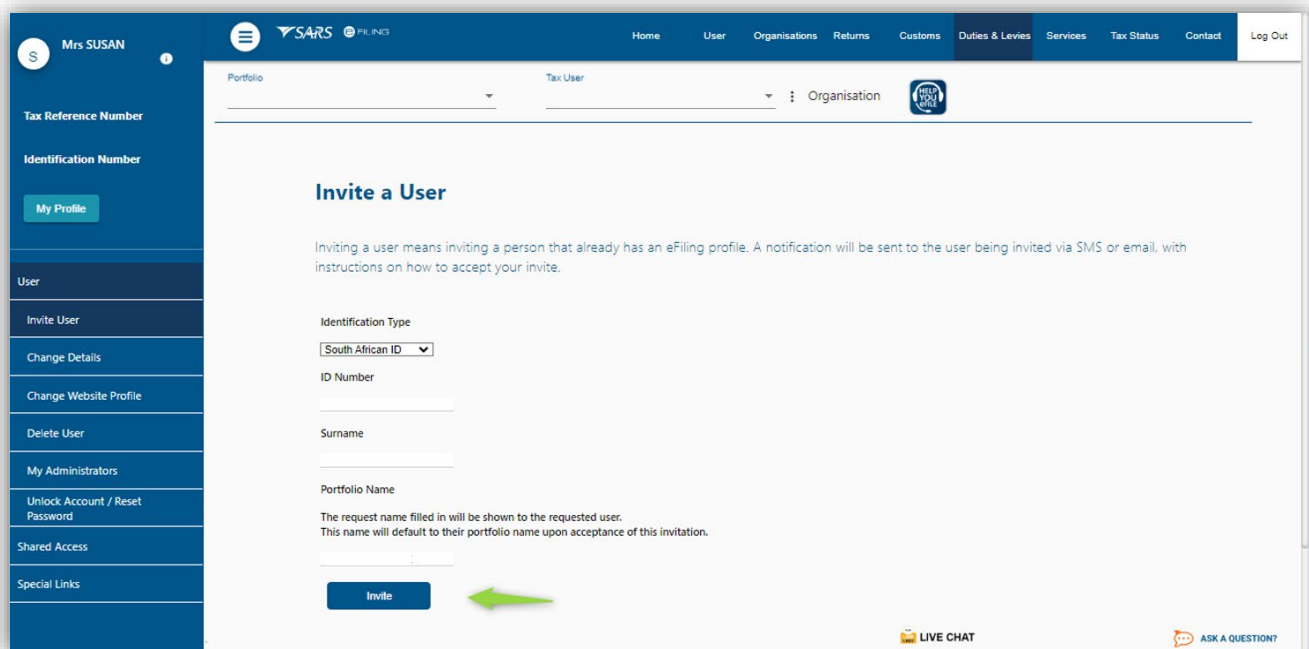 S
Mrs SUSAN
i
Tax Reference Number
Identification Number
My Profile
User
Invite User
Change Details
Change Website Profile
Delete User
My Administrators
Unlock Account / Reset
Password
Shared Access
Special Links
SARS e FILING
Home User Organisations Returns Customs Duties & Levies Services Tax Status Contact Log Out
Portfolio
Tax User
Organisation
HELP
YOU
eFILE
Invite a User
Inviting a user means inviting a person that already has an eFiling profile. A notification will be sent to the user being invited via SMS or email, with
instructions on how to accept your invite.
Identification Type
South African ID
ID Number
Surname
Portfolio Name
The request name filled in will be shown to the requested user.
This name will default to their portfolio name upon acceptance of this invitation.
Invite
LIVE CHAT
ASK A QUESTION?